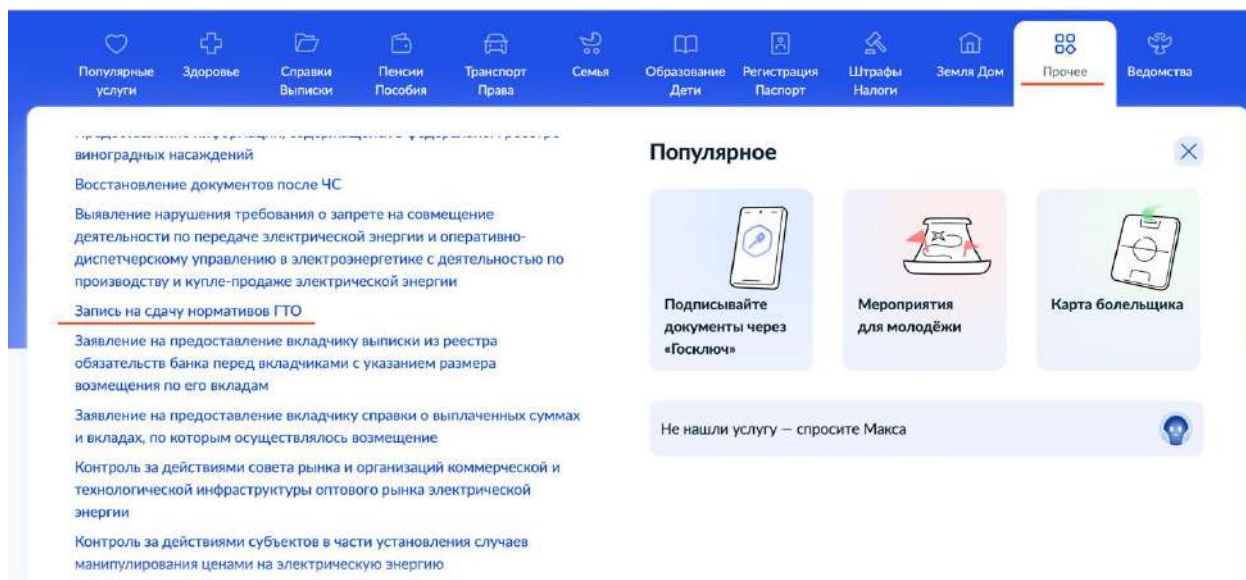 Популярные услуги
Здоровье
Справки Выписки
Пенсии Пособия
Транспорт Права
Семья
Образование Дети
Регистрация Паспорт
Штрафы Налоги
Земля Дом
Прочее
Ведомства
виноградных насаждений
Восстановление документов после ЧС
Выявление нарушения требования о запрете на совмещение
деятельности по передаче электрической энергии и оперативно-
диспетчерскому управлению в электроэнергетике с деятельностью по
производству и купле-продаже электрической энергии
Запись на сдачу нормативов ГТО
Заявление на предоставление вкладчику выписки из реестра
обязательств банка перед вкладчиками с указанием размера
возмещения по его вкладам
Заявление на предоставление вкладчику справки о выплаченных суммах
и вкладах, по которым осуществлялось возмещение
Контроль за действиями совета рынка и организаций коммерческой и
технологической инфраструктуры оптового рынка электрической
энергии
Контроль за действиями субъектов в части установления случаев
манипулирования ценами на электрическую энергию
Популярное
Подписывайте
документы через
«Госключ»
Мероприятия
для молодёжи
Карта болельщика
Не нашли услугу — спросите Макса